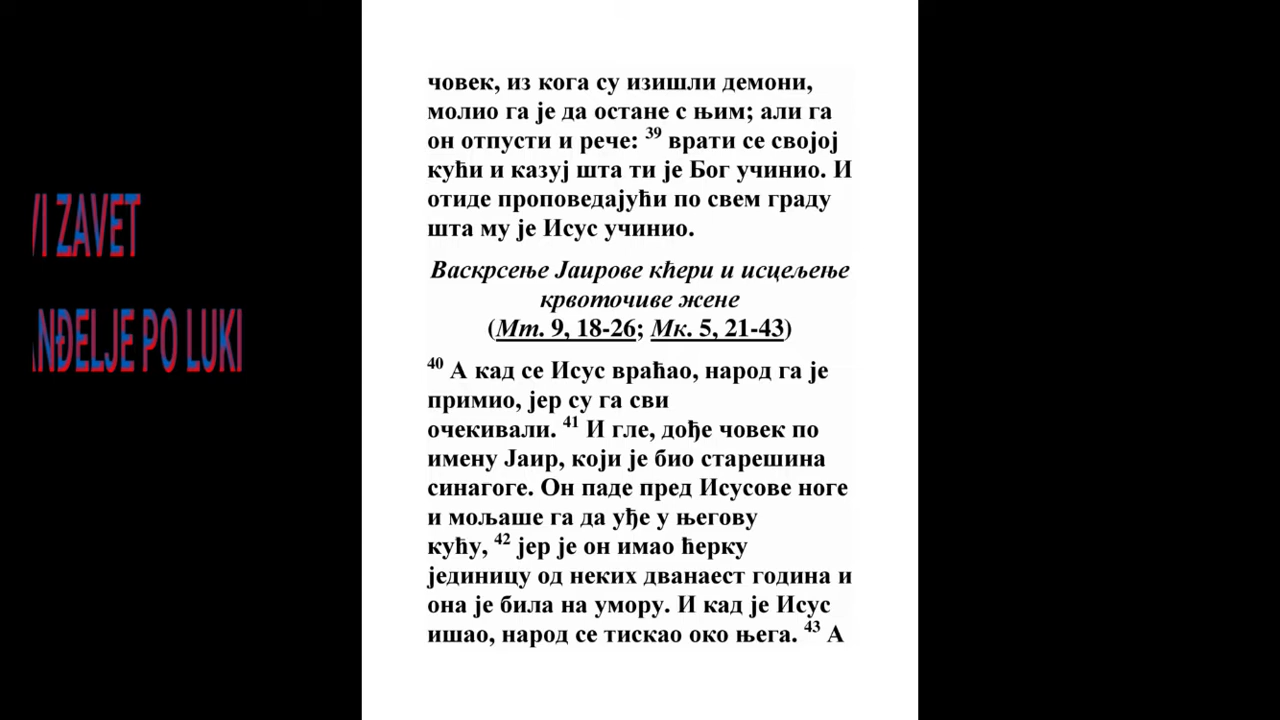 VI ZAVET
ANĐELJE PO LUKI
човек, из кога су изишли демони,
молио га је да остане с њим; али га
он отпусти и рече: 39 врати се својој
кући и казуј шта ти је Бог учинио. И
отиде проповедајући по свем граду
шта му је Исус учинио.
Васкрсење Јаирове кћери и исцељење
крвоточиве жене
(Мт. 9, 18-26; Мк. 5, 21-43)
40 А кад се Исус враћао, народ га је
примио, јер су га сви
очекивали. 41 И гле, дође човек по
имену Јаир, који је био старешина
синагоге. Он паде пред Исусове ноге
и мољаше га да уђе у његову
кућу, 42 јер је он имао ћерку
јединицу од неких дванаест година и
она је била на умору. И кад је Исус
ишао, народ се тискао око њега. 43 А